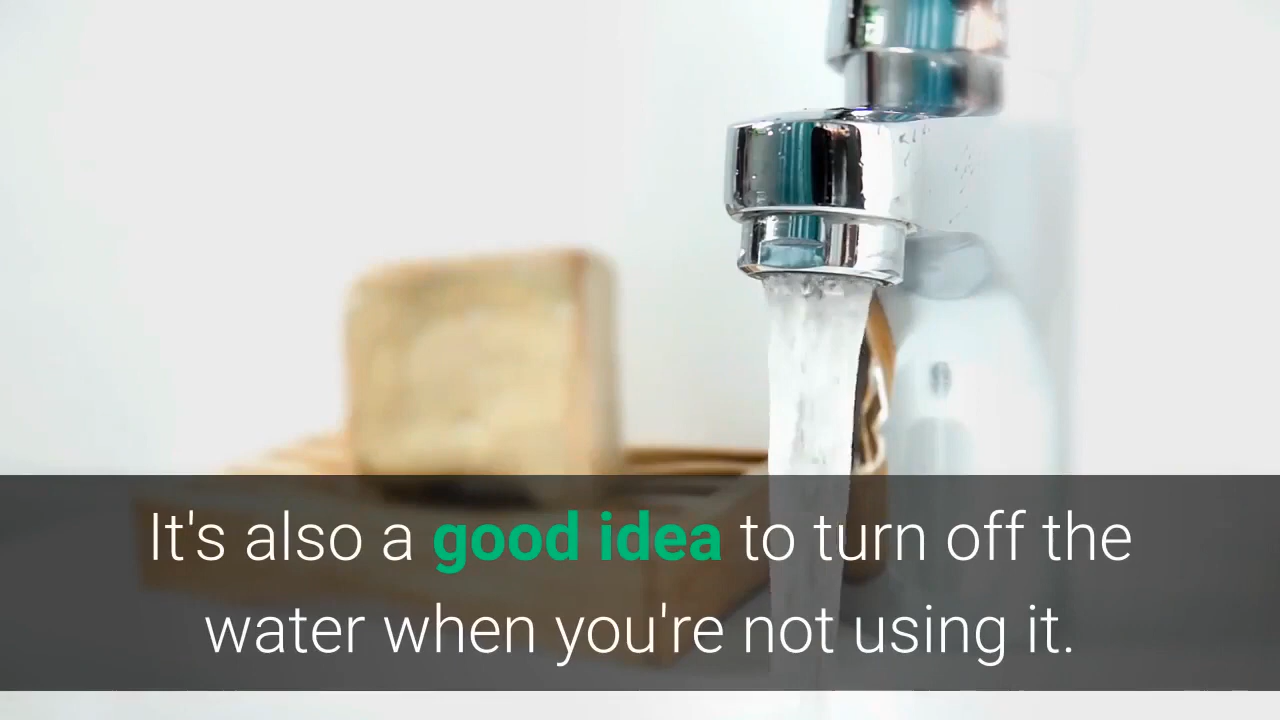 It's also a good idea to turn off the
water when you're not using it.